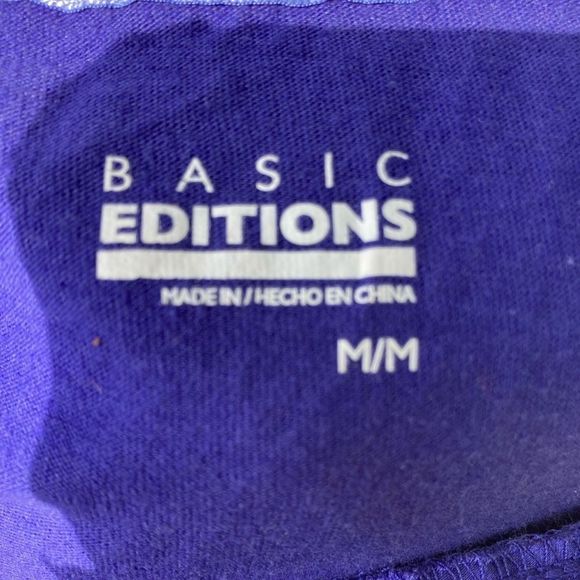 BASIC
EDITIONS
MADE IN/HECHO EN CHINA
M/M